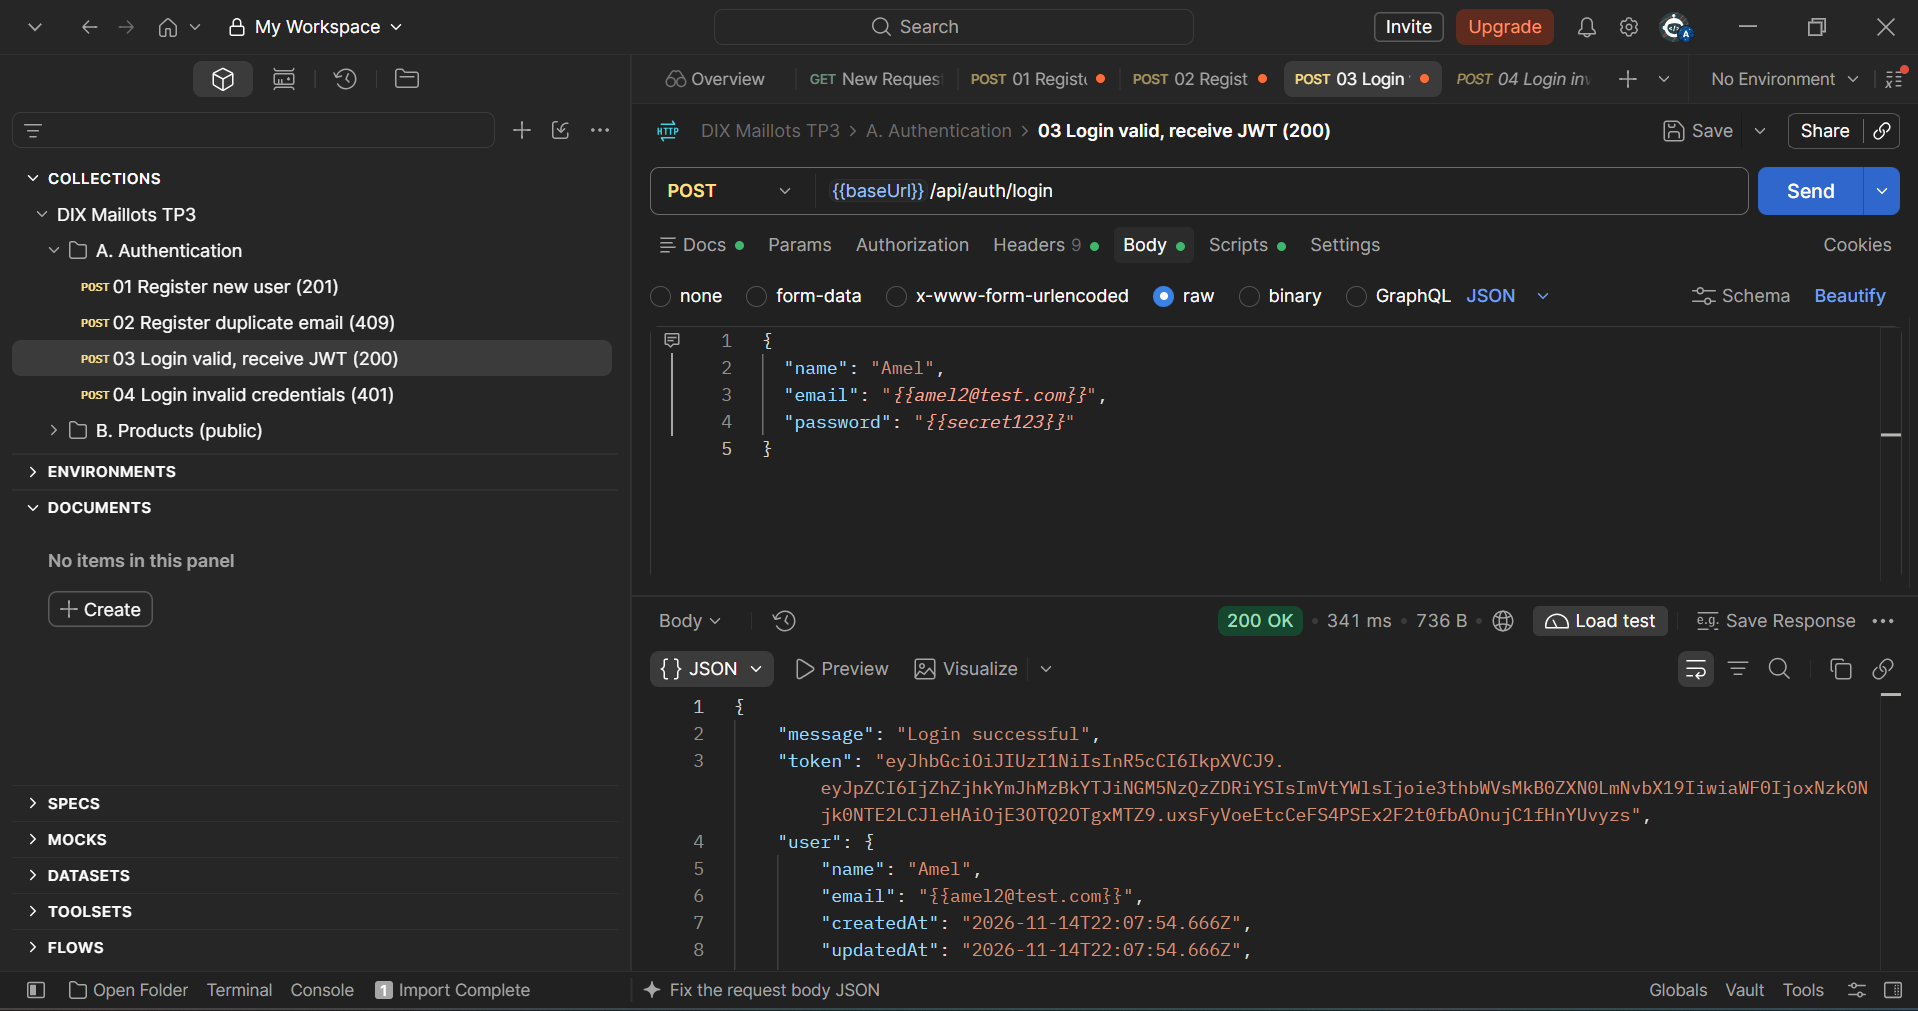 My Workspace
Search
Invite
Upgrade
Overview
GET New Reques
POST 01 Registe
POST 02 Regist
POST 03 Login
POST 04 Login inv
No Environment
DIX Maillots TP3 > A. Authentication > 03 Login valid, receive JWT (200)
Save
Share
COLLECTIONS
DIX Maillots TP3
A. Authentication
POST 01 Register new user (201)
POST 02 Register duplicate email (409)
POST 03 Login valid, receive JWT (200)
POST 04 Login invalid credentials (401)
B. Products (public)
ENVIRONMENTS
DOCUMENTS
No items in this panel
Create
SPECS
MOCKS
DATASETS
TOOLSETS
FLOWS
HTTP
POST
{{baseUrl}} /api/auth/login
Send
Docs
Params
Authorization
Headers 9
Body
Scripts
Settings
Cookies
none
form-data
x-www-form-urlencoded
raw
binary
GraphQL
JSON
Schema
Beautify
1 {
2 "name": "Amel",
3 "email": "{{amel2@test.com}}",
4 "password": "{{secret123}}"
5 }
Body
200 OK • 341 ms • 736 B
Load test
e.g. Save Response
{} JSON
Preview
Visualize
1 {
2 "message": "Login successful",
3 "token": "eyJhbGciOiJIUzI1NiIsInR5cCI6IkpXVCJ9.
eyJpZCI6IjZhZjhkYmJhMzBkYTJiNGM5NzQzZDRiYSIsImVtYWlsIjoie3thbWVsMkB0ZXN0LmNvbX19IiwiaWF0IjoxNzk0N
jk0NTE2LCJleHAiOjE3OTQ2OTgxMTZ9.uxsFyVoeEtcCeFS4PSEx2F2t0fbAOnujC1fHnYUvyzs",
4 "user": {
5 "name": "Amel",
6 "email": "{{amel2@test.com}}",
7 "createdAt": "2026-11-14T22:07:54.666Z",
8 "updatedAt": "2026-11-14T22:07:54.666Z",
Open Folder
Terminal
Console
1 Import Complete
Fix the request body JSON
Globals
Vault
Tools